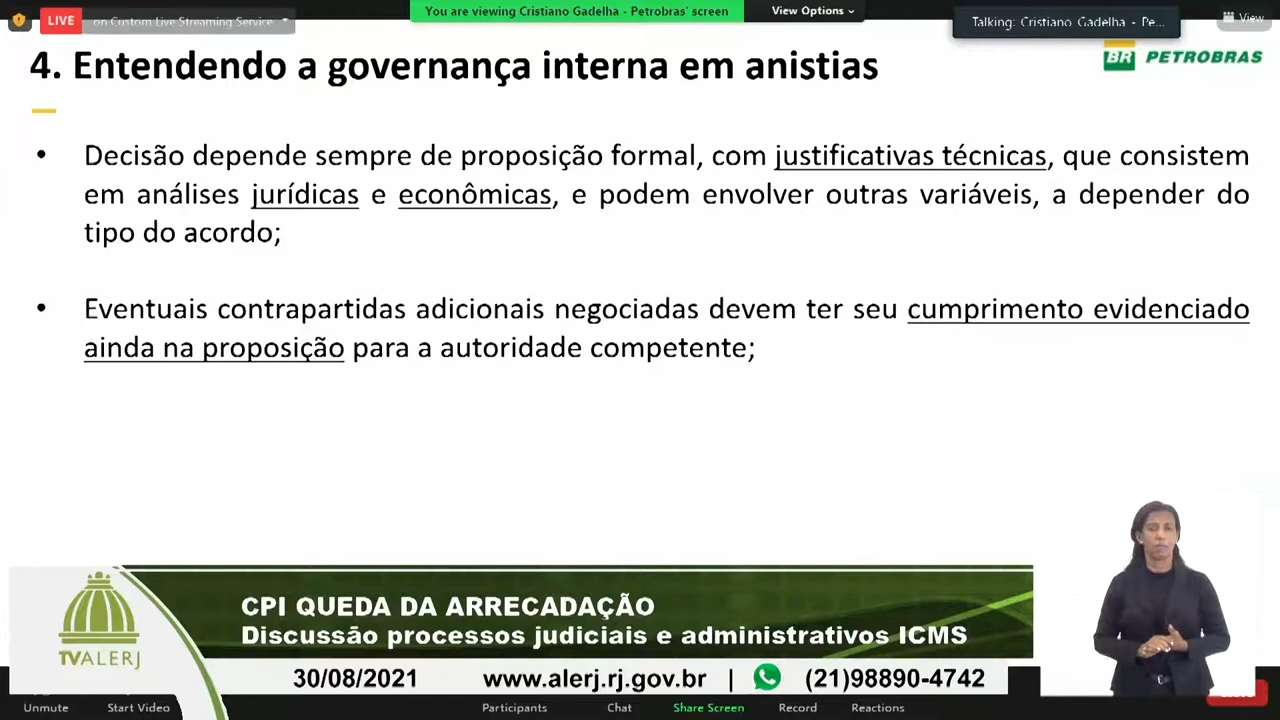 LIVE
on Custom Live Streaming Service
You are viewing Cristiano Gadelha - Petrobras' screen
View Options
Talking: Cristiano Gadelha - Pe...
View
4. Entendendo a governança interna em anistias
BR PETROBRAS
• Decisão depende sempre de proposição formal, com justificativas técnicas, que consistem
em análises jurídicas e econômicas, e podem envolver outras variáveis, a depender do
tipo do acordo;
• Eventuais contrapartidas adicionais negociadas devem ter seu cumprimento evidenciado
ainda na proposição para a autoridade competente;
CPI QUEDA DA ARRECADAÇÃO
Discussão processos judiciais e administrativos ICMS
TVALERJ
30/08/2021 www.alerj.rj.gov.br | (21)98890-4742
Unmute Start Video Participants Chat Share Screen Record Reactions